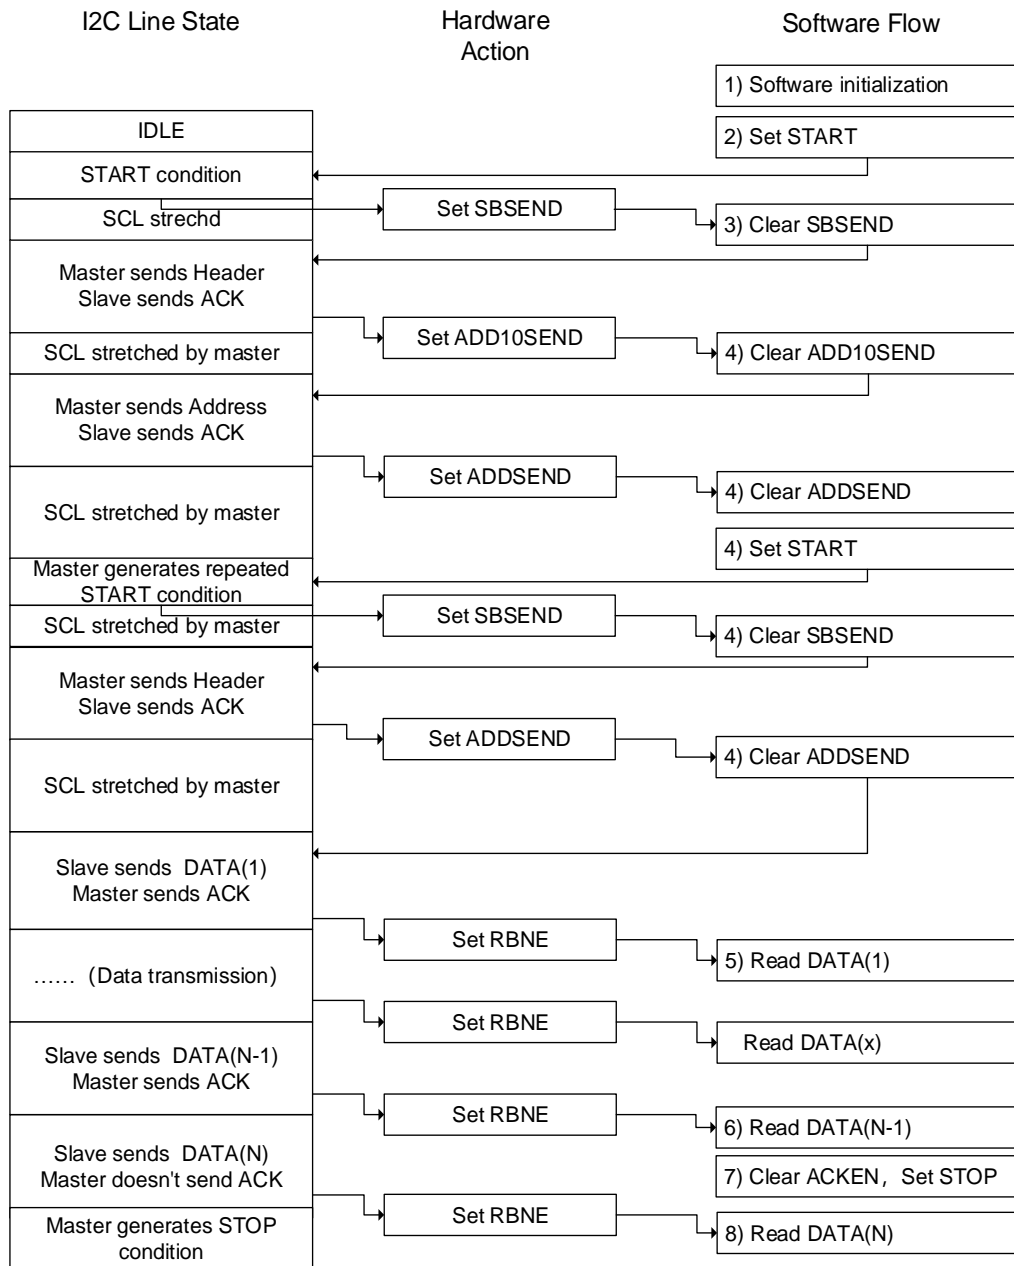 I2C Line State
Hardware
Action
Software Flow
1) Software initialization
IDLE
2) Set START
START condition
Set SBSEND
SCL strechd
3) Clear SBSEND
Master sends Header
Slave sends ACK
Set ADD10SEND
SCL stretched by master
4) Clear ADD10SEND
Master sends Address
Slave sends ACK
Set ADDSEND
4) Clear ADDSEND
SCL stretched by master
4) Set START
Master generates repeated
START condition
Set SBSEND
SCL stretched by master
4) Clear SBSEND
Master sends Header
Slave sends ACK
Set ADDSEND
4) Clear ADDSEND
SCL stretched by master
Slave sends DATA(1)
Master sends ACK
Set RBNE
5) Read DATA(1)
…… (Data transmission)
Set RBNE
Read DATA(x)
Slave sends DATA(N-1)
Master sends ACK
Set RBNE
6) Read DATA(N-1)
Slave sends DATA(N)
Master doesn't send ACK
7) Clear ACKEN, Set STOP
Set RBNE
8) Read DATA(N)
Master generates STOP
condition